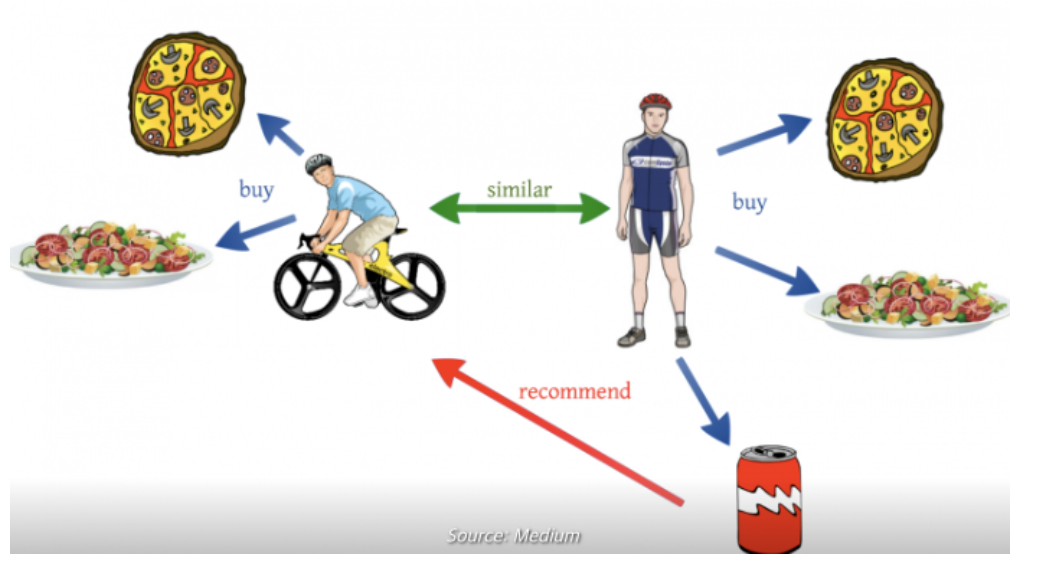 buy
similar
buy
recommend
Source: Medium